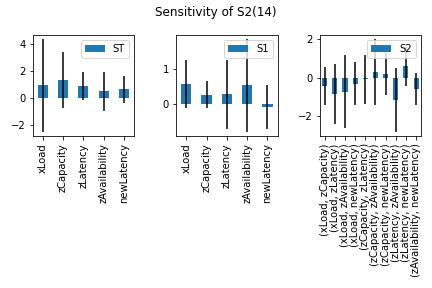 Sensitivity of S2(14)
ST
4
2
0
−2
xLoad
zCapacity
zLatency
zAvailability
newLatency
S1
1
0
xLoad
zCapacity
zLatency
zAvailability
newLatency
S2
2
0
−2
(xLoad, zCapacity)
(xLoad, zLatency)
(xLoad, zAvailability)
(xLoad, newLatency)
(zCapacity, zLatency)
(zCapacity, zAvailability)
(zCapacity, newLatency)
(zLatency, zAvailability)
(zLatency, newLatency)
(zAvailability, newLatency)